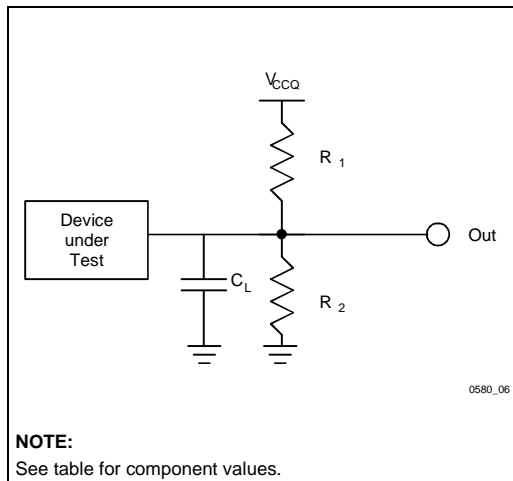 VCCQ
R 1
Device
under
Test
Out
CL
R 2
0580_06
NOTE:
See table for component values.